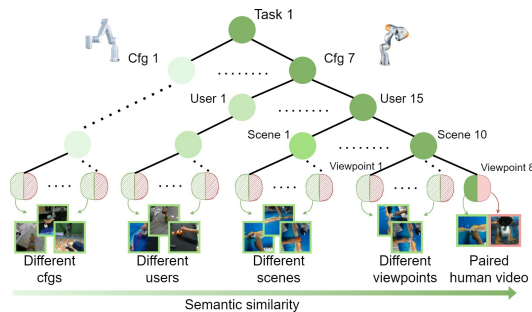 Task 1
Cfg 1
Cfg 7
User 1
User 15
Scene 1
Scene 10
Viewpoint 1
Viewpoint 8
Different
cfgs
Different
users
Different
scenes
Different
viewpoints
Paired
human video
Semantic similarity